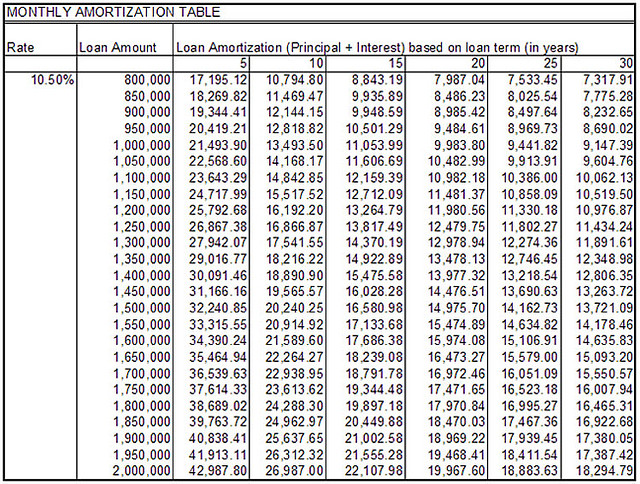 MONTHLY AMORTIZATION TABLE
Rate Loan Amount Loan Amortization (Principal + Interest) based on loan term (in years)
5 10 15 20 25 30
10.50% 800,000 17,195.12 10,794.80 8,843.19 7,987.04 7,533.45 7,317.91
850,000 18,269.82 11,469.47 9,935.89 8,486.23 8,025.54 7,775.28
900,000 19,344.41 12,144.15 9,948.59 8,985.42 8,497.64 8,232.65
950,000 20,419.21 12,818.82 10,501.29 9,484.61 8,969.73 8,690.02
1,000,000 21,493.90 13,493.50 11,053.99 9,983.80 9,441.82 9,147.39
1,050,000 22,568.60 14,168.17 11,606.69 10,482.99 9,913.91 9,604.76
1,100,000 23,643.29 14,842.85 12,159.39 10,982.18 10,386.00 10,062.13
1,150,000 24,717.99 15,517.52 12,712.09 11,481.37 10,858.09 10,519.50
1,200,000 25,792.68 16,192.20 13,264.79 11,980.56 11,330.18 10,976.87
1,250,000 26,867.38 16,866.87 13,817.49 12,479.75 11,802.27 11,434.24
1,300,000 27,942.07 17,541.55 14,370.19 12,978.94 12,274.36 11,891.61
1,350,000 29,016.77 18,216.22 14,922.89 13,478.13 12,746.45 12,348.98
1,400,000 30,091.46 18,890.90 15,475.58 13,977.32 13,218.54 12,806.35
1,450,000 31,166.16 19,565.57 16,028.28 14,476.51 13,690.63 13,263.72
1,500,000 32,240.85 20,240.25 16,580.98 14,975.70 14,162.73 13,721.09
1,550,000 33,315.55 20,914.92 17,133.68 15,474.89 14,634.82 14,178.46
1,600,000 34,390.24 21,589.60 17,686.38 15,974.08 15,106.91 14,635.83
1,650,000 35,464.94 22,264.27 18,239.08 16,473.27 15,579.00 15,093.20
1,700,000 36,539.63 22,938.95 18,791.78 16,972.46 16,051.09 15,550.57
1,750,000 37,614.33 23,613.62 19,344.48 17,471.65 16,523.18 16,007.94
1,800,000 38,689.02 24,288.30 19,897.18 17,970.84 16,995.27 16,465.31
1,850,000 39,763.72 24,962.97 20,449.88 18,470.03 17,467.36 16,922.68
1,900,000 40,838.41 25,637.65 21,002.58 18,969.22 17,939.45 17,380.05
1,950,000 41,913.11 26,312.32 21,555.28 19,468.41 18,411.54 17,387.42
2,000,000 42,987.80 26,987.00 22,107.98 19,967.60 18,883.63 18,294.79